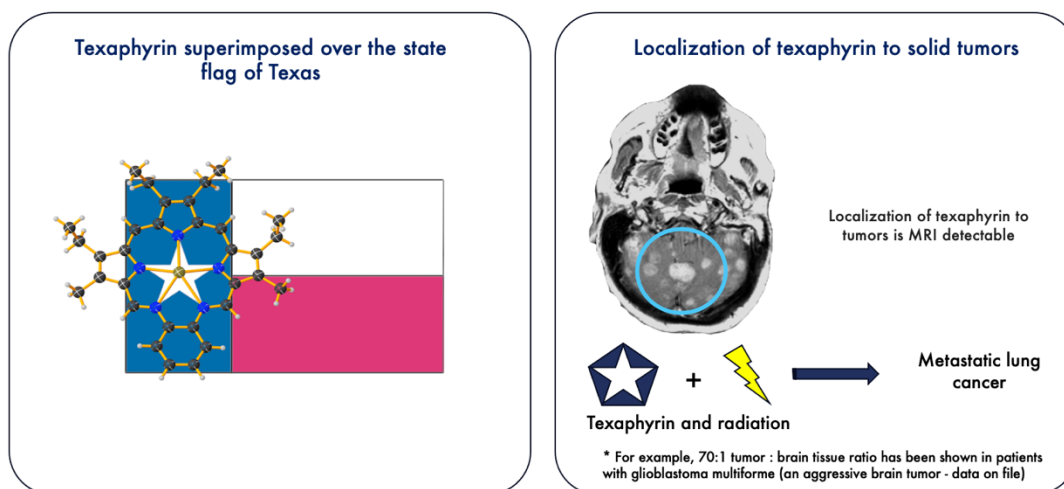 Texaphyrin superimposed over the state
flag of Texas
Localization of texaphyrin to solid tumors
Localization of texaphyrin to
tumors is MRI detectable
+
Metastatic lung
cancer
Texaphyrin and radiation
* For example, 70:1 tumor : brain tissue ratio has been shown in patients
with glioblastoma multiforme (an aggressive brain tumor - data on file)